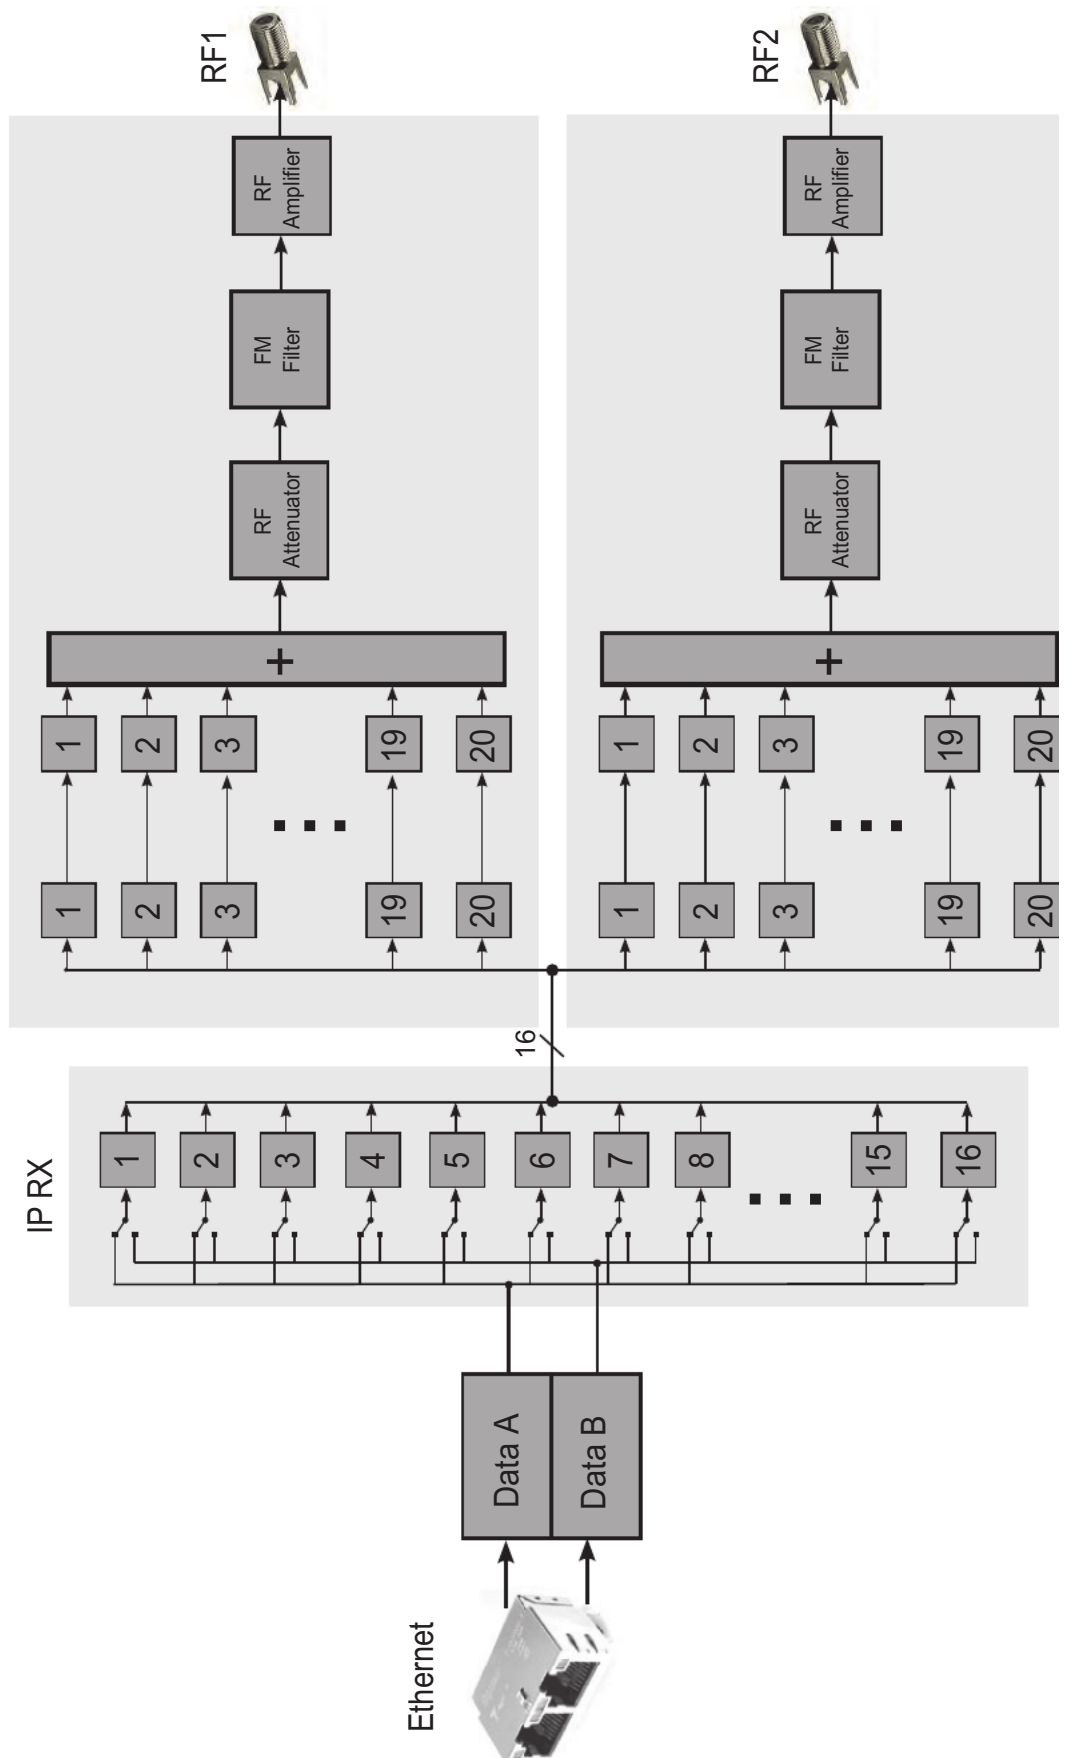 Ethernet
Data A
Data B
IP RX
1
2
3
4
5
6
7
8
15
16
16
1
2
3
19
20
1
2
3
19
20
+
RF
Attenuator
FM
Filter
RF
Amplifier
RF1
1
2
3
19
20
1
2
3
19
20
+
RF
Attenuator
FM
Filter
RF
Amplifier
RF2